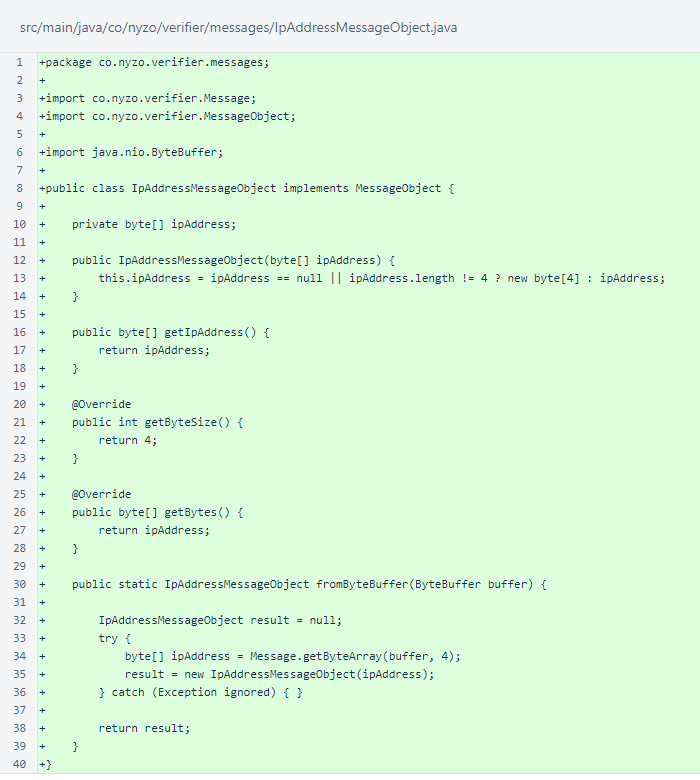 src/main/java/co/nyzo/verifier/messages/IpAddressMessageObject.java
1 +package co.nyzo.verifier.messages;
2 +
3 +import co.nyzo.verifier.Message;
4 +import co.nyzo.verifier.MessageObject;
5 +
6 +import java.nio.ByteBuffer;
7 +
8 +public class IpAddressMessageObject implements MessageObject {
9 +
10 +    private byte[] ipAddress;
11 +
12 +    public IpAddressMessageObject(byte[] ipAddress) {
13 +        this.ipAddress = ipAddress == null || ipAddress.length != 4 ? new byte[4] : ipAddress;
14 +    }
15 +
16 +    public byte[] getIpAddress() {
17 +        return ipAddress;
18 +    }
19 +
20 +    @Override
21 +    public int getByteSize() {
22 +        return 4;
23 +    }
24 +
25 +    @Override
26 +    public byte[] getBytes() {
27 +        return ipAddress;
28 +    }
29 +
30 +    public static IpAddressMessageObject fromByteBuffer(ByteBuffer buffer) {
31 +
32 +        IpAddressMessageObject result = null;
33 +        try {
34 +            byte[] ipAddress = Message.getByteArray(buffer, 4);
35 +            result = new IpAddressMessageObject(ipAddress);
36 +        } catch (Exception ignored) { }
37 +
38 +        return result;
39 +    }
40 +}